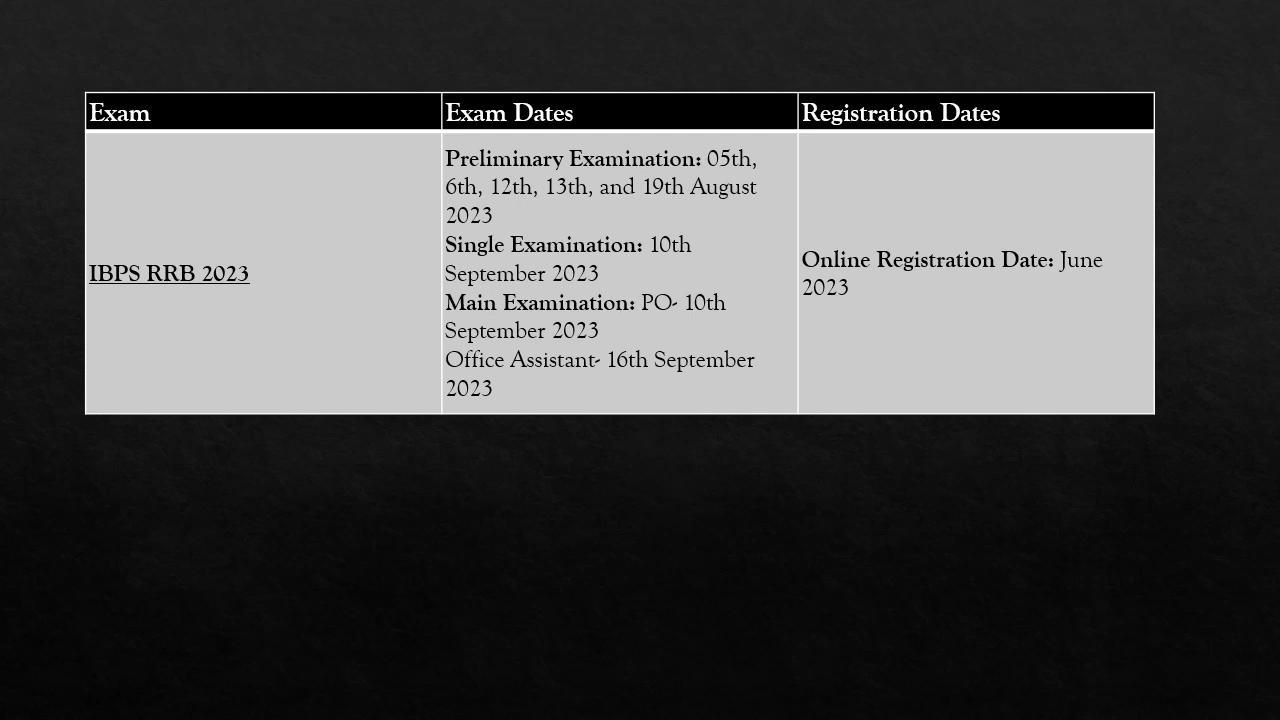 Exam
Exam Dates
Registration Dates
IBPS RRB 2023
Preliminary Examination: 05th,
6th, 12th, 13th, and 19th August
2023
Single Examination: 10th
September 2023
Main Examination: PO- 10th
September 2023
Office Assistant- 16th September
2023
Online Registration Date: June
2023